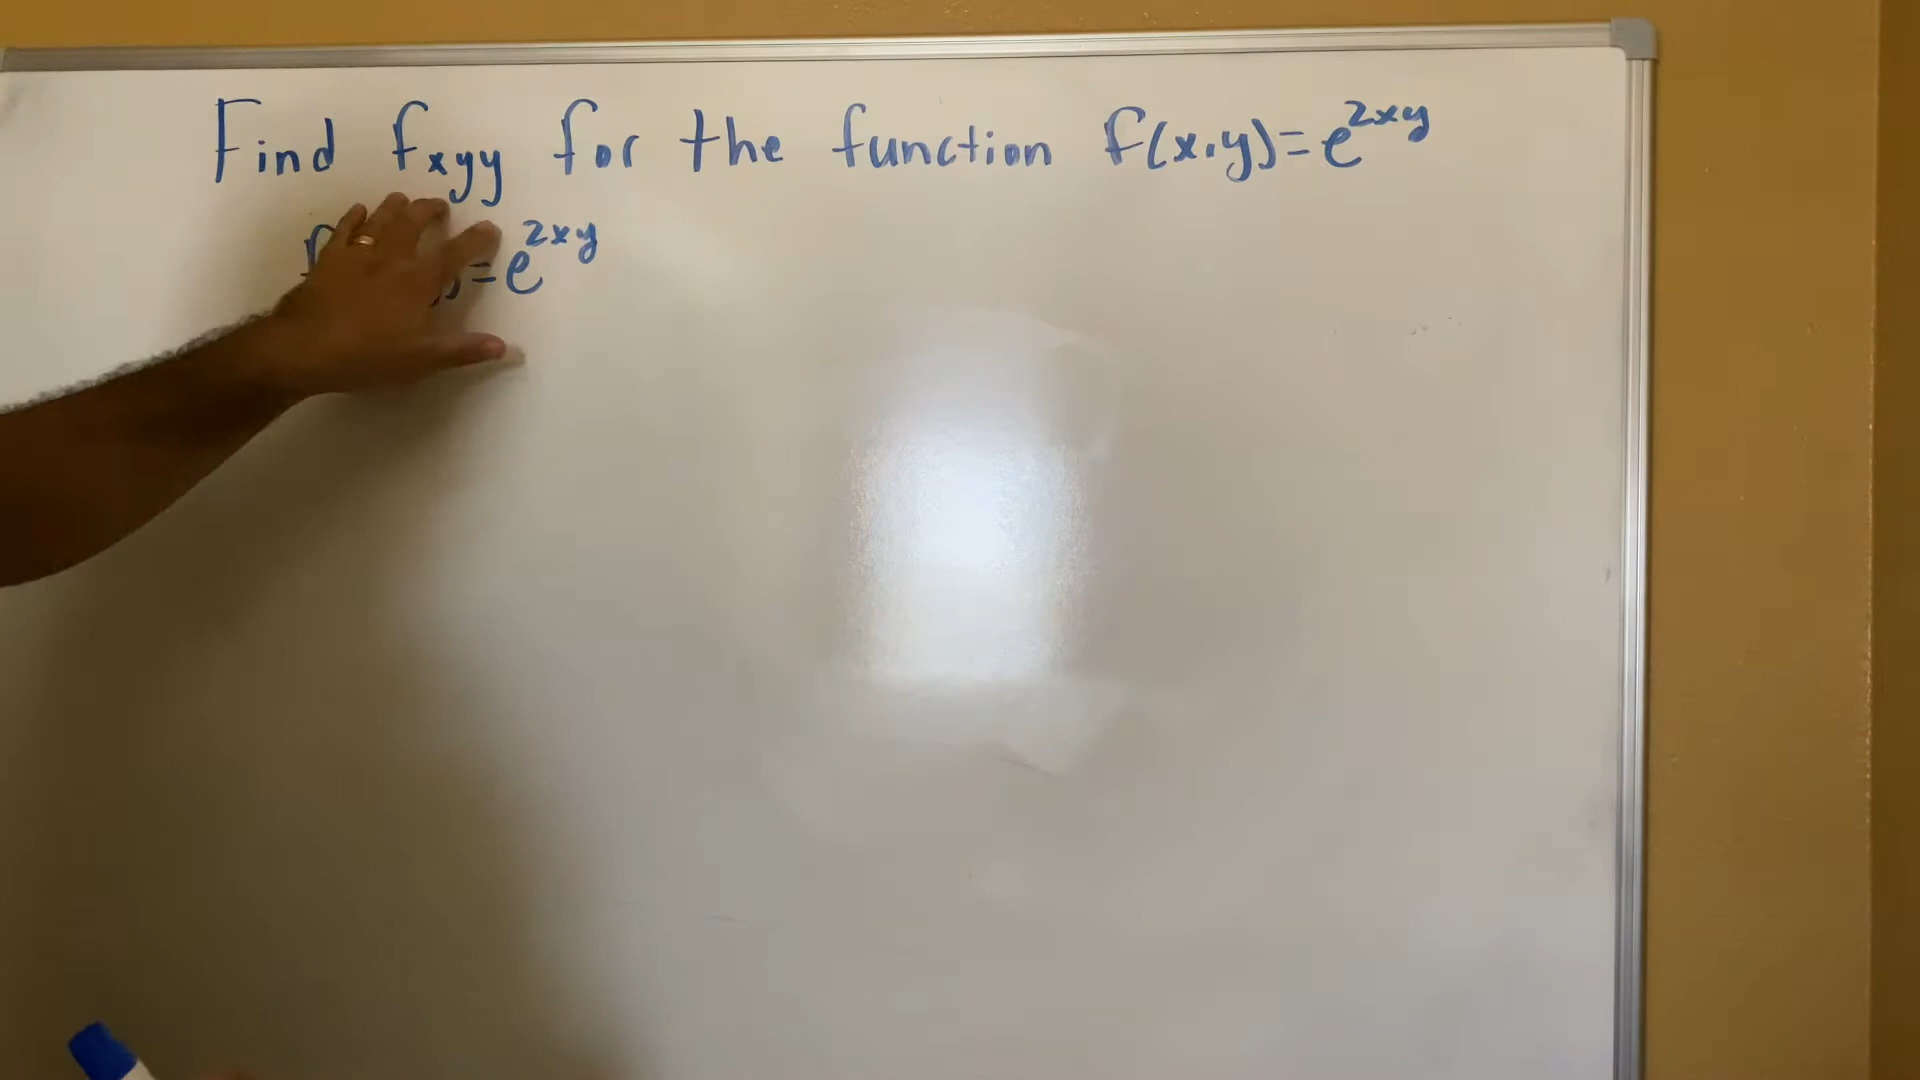 Find fxyy for the function f(x,y)=e^2xy
=e^2xy